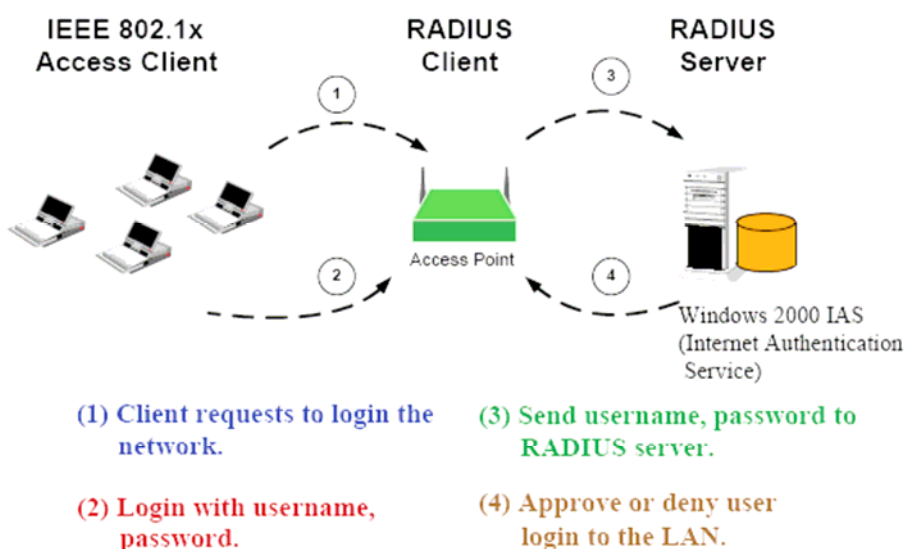 IEEE 802.1x
Access Client
RADIUS
Client
RADIUS
Server
1
3
Access Point
2
4
Windows 2000 IAS
(Internet Authentication
Service)
(1) Client requests to login the
network.
(2) Login with username,
password.
(3) Send username, password to
RADIUS server.
(4) Approve or deny user
login to the LAN.